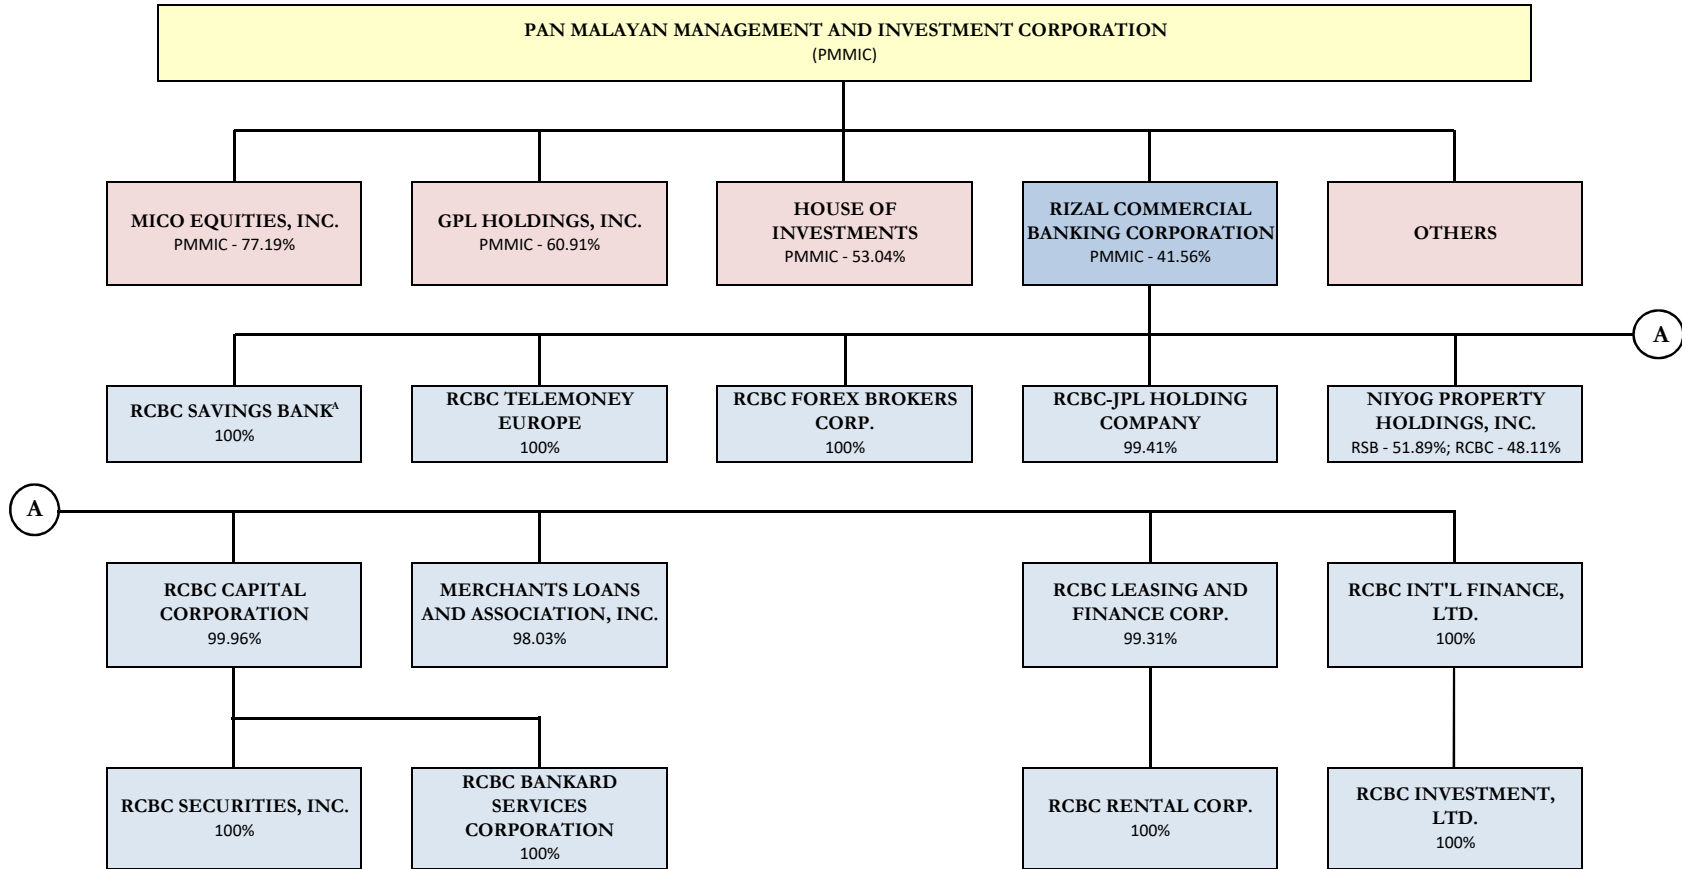 PAN MALAYAN MANAGEMENT AND INVESTMENT CORPORATION
(PMMIC)
MICO EQUITIES, INC.
PMMIC - 77.19%
GPL HOLDINGS, INC.
PMMIC - 60.91%
HOUSE OF
INVESTMENTS
PMMIC - 53.04%
RIZAL COMMERCIAL
BANKING CORPORATION
PMMIC - 41.56%
OTHERS
A
RCBC SAVINGS BANKᴬ
100%
RCBC TELEMONEY
EUROPE
100%
RCBC FOREX BROKERS
CORP.
100%
RCBC-JPL HOLDING
COMPANY
99.41%
NIYOG PROPERTY
HOLDINGS, INC.
RSB - 51.89%; RCBC - 48.11%
A
RCBC CAPITAL
CORPORATION
99.96%
MERCHANTS LOANS
AND ASSOCIATION, INC.
98.03%
RCBC LEASING AND
FINANCE CORP.
99.31%
RCBC INT'L FINANCE,
LTD.
100%
RCBC SECURITIES, INC.
100%
RCBC BANKARD
SERVICES
CORPORATION
100%
RCBC RENTAL CORP.
100%
RCBC INVESTMENT,
LTD.
100%